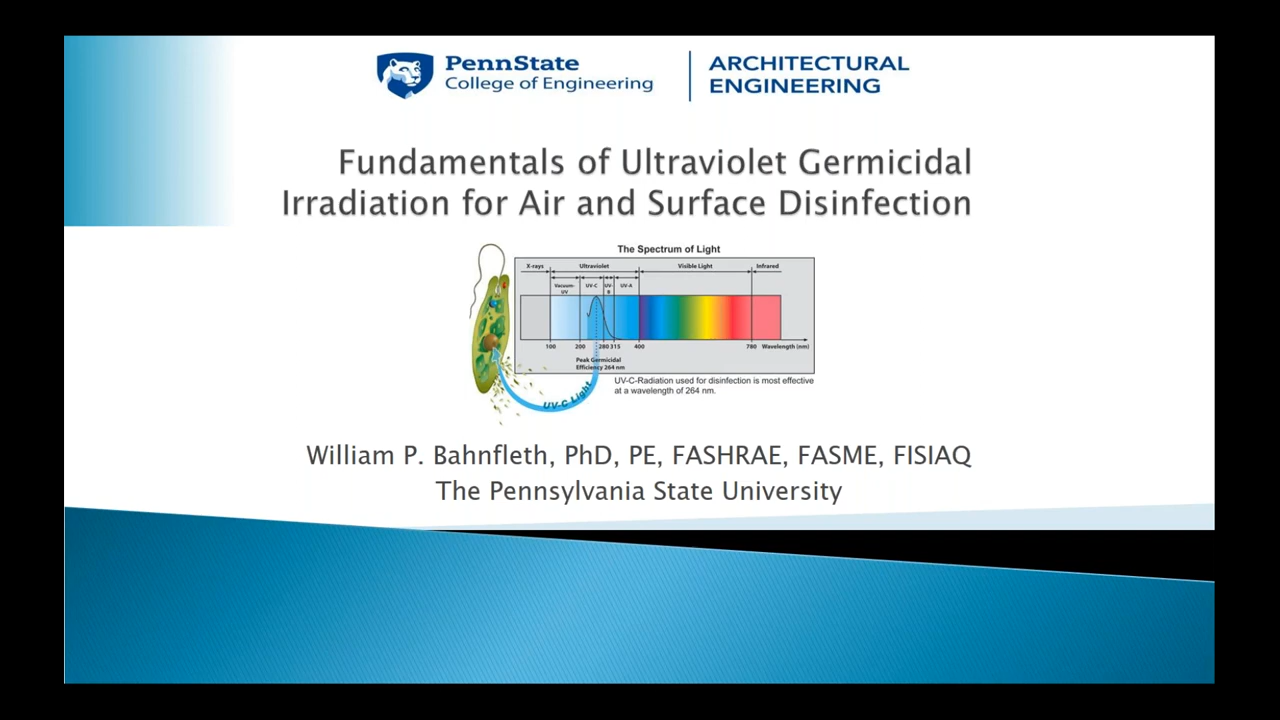 PennState
College of Engineering
ARCHITECTURAL
ENGINEERING
Fundamentals of Ultraviolet Germicidal
Irradiation for Air and Surface Disinfection
The Spectrum of Light
X-rays Ultraviolet Visible Light Infrared
Vacuum-
UV
UV-C
UV-
B
UV-A
100 200 280 315 400 780 Wavelength (nm)
Peak Germicidal
Efficiency 264 nm
UV-C-Radiation used for disinfection is most effective
at a wavelength of 264 nm.
UV-C Light
William P. Bahnfleth, PhD, PE, FASHRAE, FASME, FISIAQ
The Pennsylvania State University